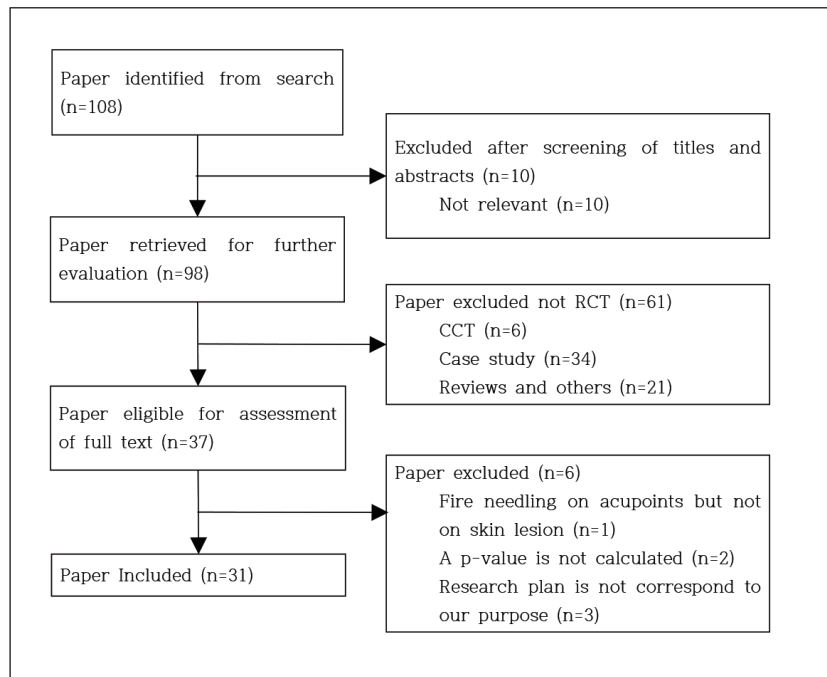 Paper identified from search
(n=108)
Excluded after screening of titles and
abstracts (n=10)
Not relevant (n=10)
Paper retrieved for further
evaluation (n=98)
Paper excluded not RCT (n=61)
CCT (n=6)
Case study (n=34)
Reviews and others (n=21)
Paper eligible for assessment
of full text (n=37)
Paper excluded (n=6)
Fire needling on acupoints but not
on skin lesion (n=1)
A p-value is not calculated (n=2)
Research plan is not correspond to
our purpose (n=3)
Paper Included (n=31)